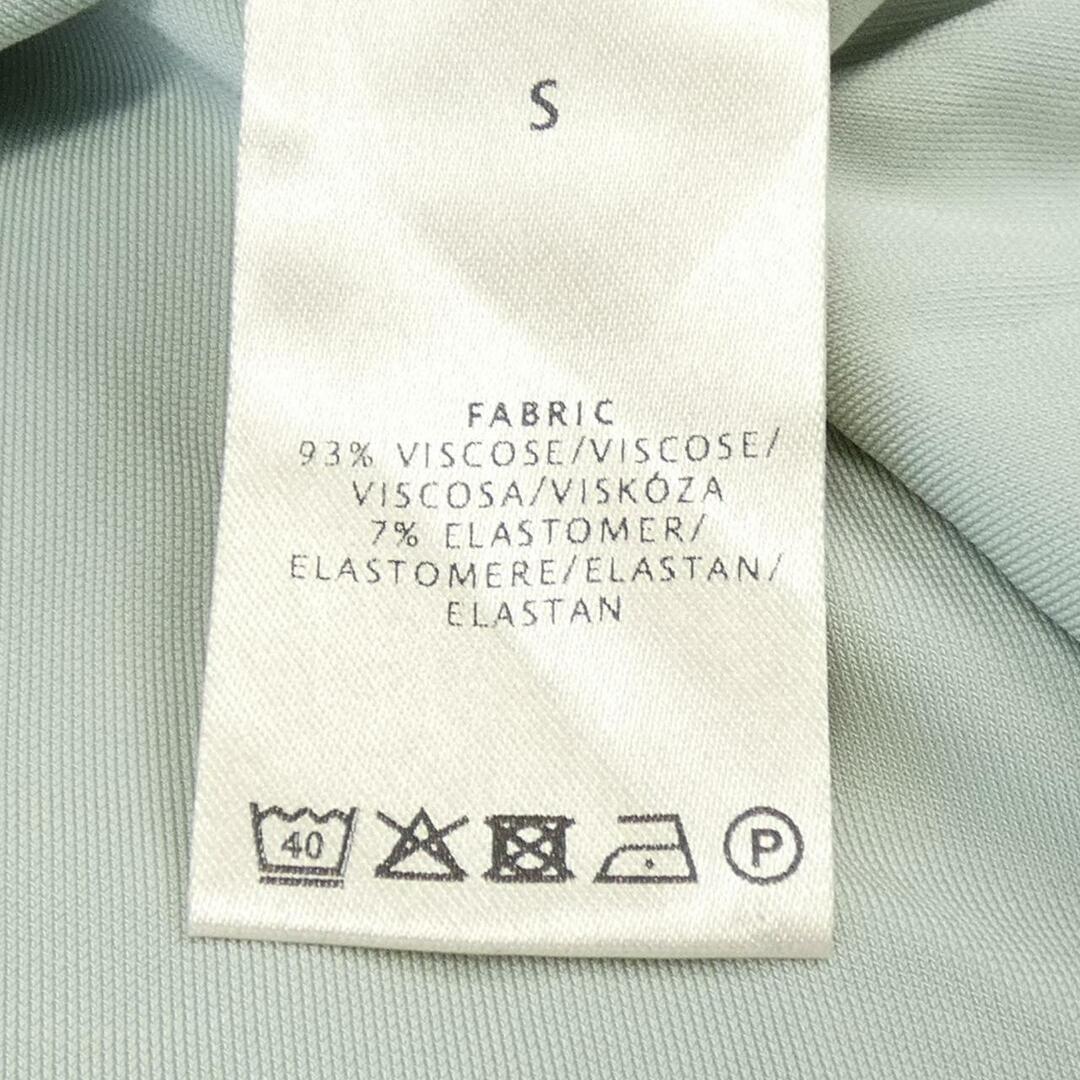 S
FABRIC
93% VISCOSE/VISCOSE/
VISCOSA/VISKÓZA
7% ELASTOMER/
ELASTOMERE/ELASTAN/
ELASTAN
40
P